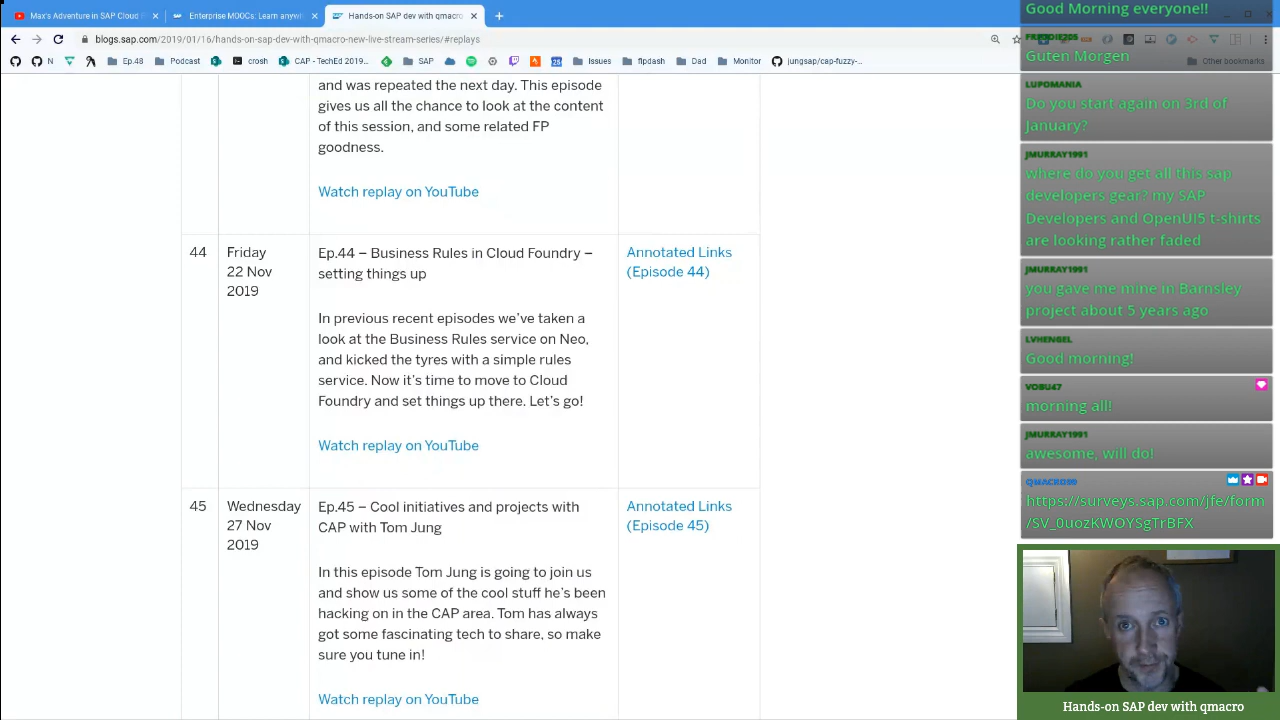 Max's Adventures in SAP Cloud P
Enterprise MOOCs: Learn anywh
Hands-on SAP dev with qmacro
blogs.sap.com/2019/01/16/hands-on-sap-dev-with-qmacro-new-live-stream-series/#replays
Ep.48
Podcast
crosh
CAP - TechEd 2019...
SAP
Issues
flpdash
Dad
Monitor
jungsap/cap-fuzzy-...
Other bookmarks
and was repeated the next day. This episode
gives us all the chance to look at the content
of this session, and some related FP
goodness.
Watch replay on YouTube
44
Friday
22 Nov
2019
Ep.44 – Business Rules in Cloud Foundry –
setting things up
In previous recent episodes we've taken a
look at the Business Rules service on Neo,
and kicked the tyres with a simple rules
service. Now it's time to move to Cloud
Foundry and set things up there. Let's go!
Watch replay on YouTube
Annotated Links
(Episode 44)
45
Wednesday
27 Nov
2019
Ep.45 – Cool initiatives and projects with
CAP with Tom Jung
In this episode Tom Jung is going to join us
and show us some of the cool stuff he's been
hacking on in the CAP area. Tom has always
got some fascinating tech to share, so make
sure you tune in!
Watch replay on YouTube
Annotated Links
(Episode 45)
Good Morning everyone!!
Guten Morgen
LUPOMANIA
Do you start again on 3rd of
January?
JMURRAY1991
where do you get all this sap
developers gear? my SAP
Developers and OpenUI5 t-shirts
are looking rather faded
JMURRAY1991
you gave me mine in Barnsley
project about 5 years ago
LVHENGEL
Good morning!
VOBU47
morning all!
JMURRAY1991
awesome, will do!
QMACRO99
https://surveys.sap.com/jfe/form
/SV_0uozKWOYSgTrBFX
Hands-on SAP dev with qmacro